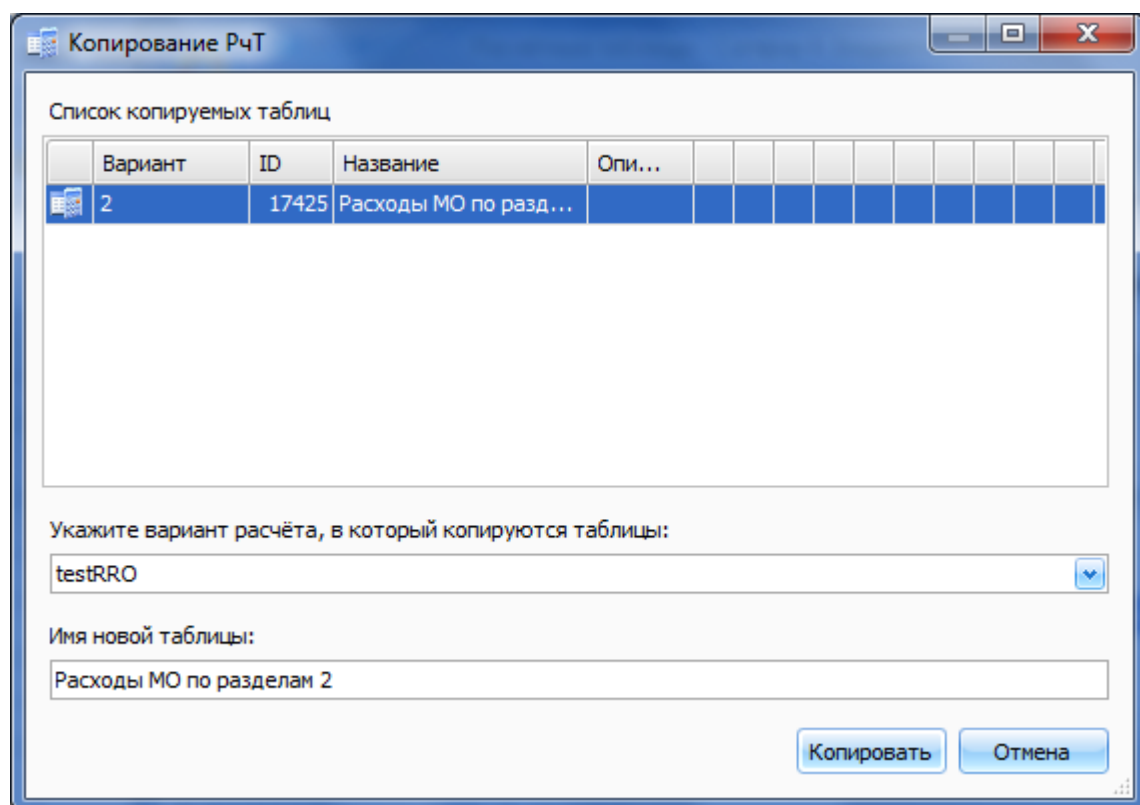 Копирование РчТ
Список копируемых таблиц
Вариант ID Название Опи...
2 17425 Расходы МО по разд...
Укажите вариант расчёта, в который копируются таблицы:
testRRO
Имя новой таблицы:
Расходы МО по разделам 2
Копировать Отмена